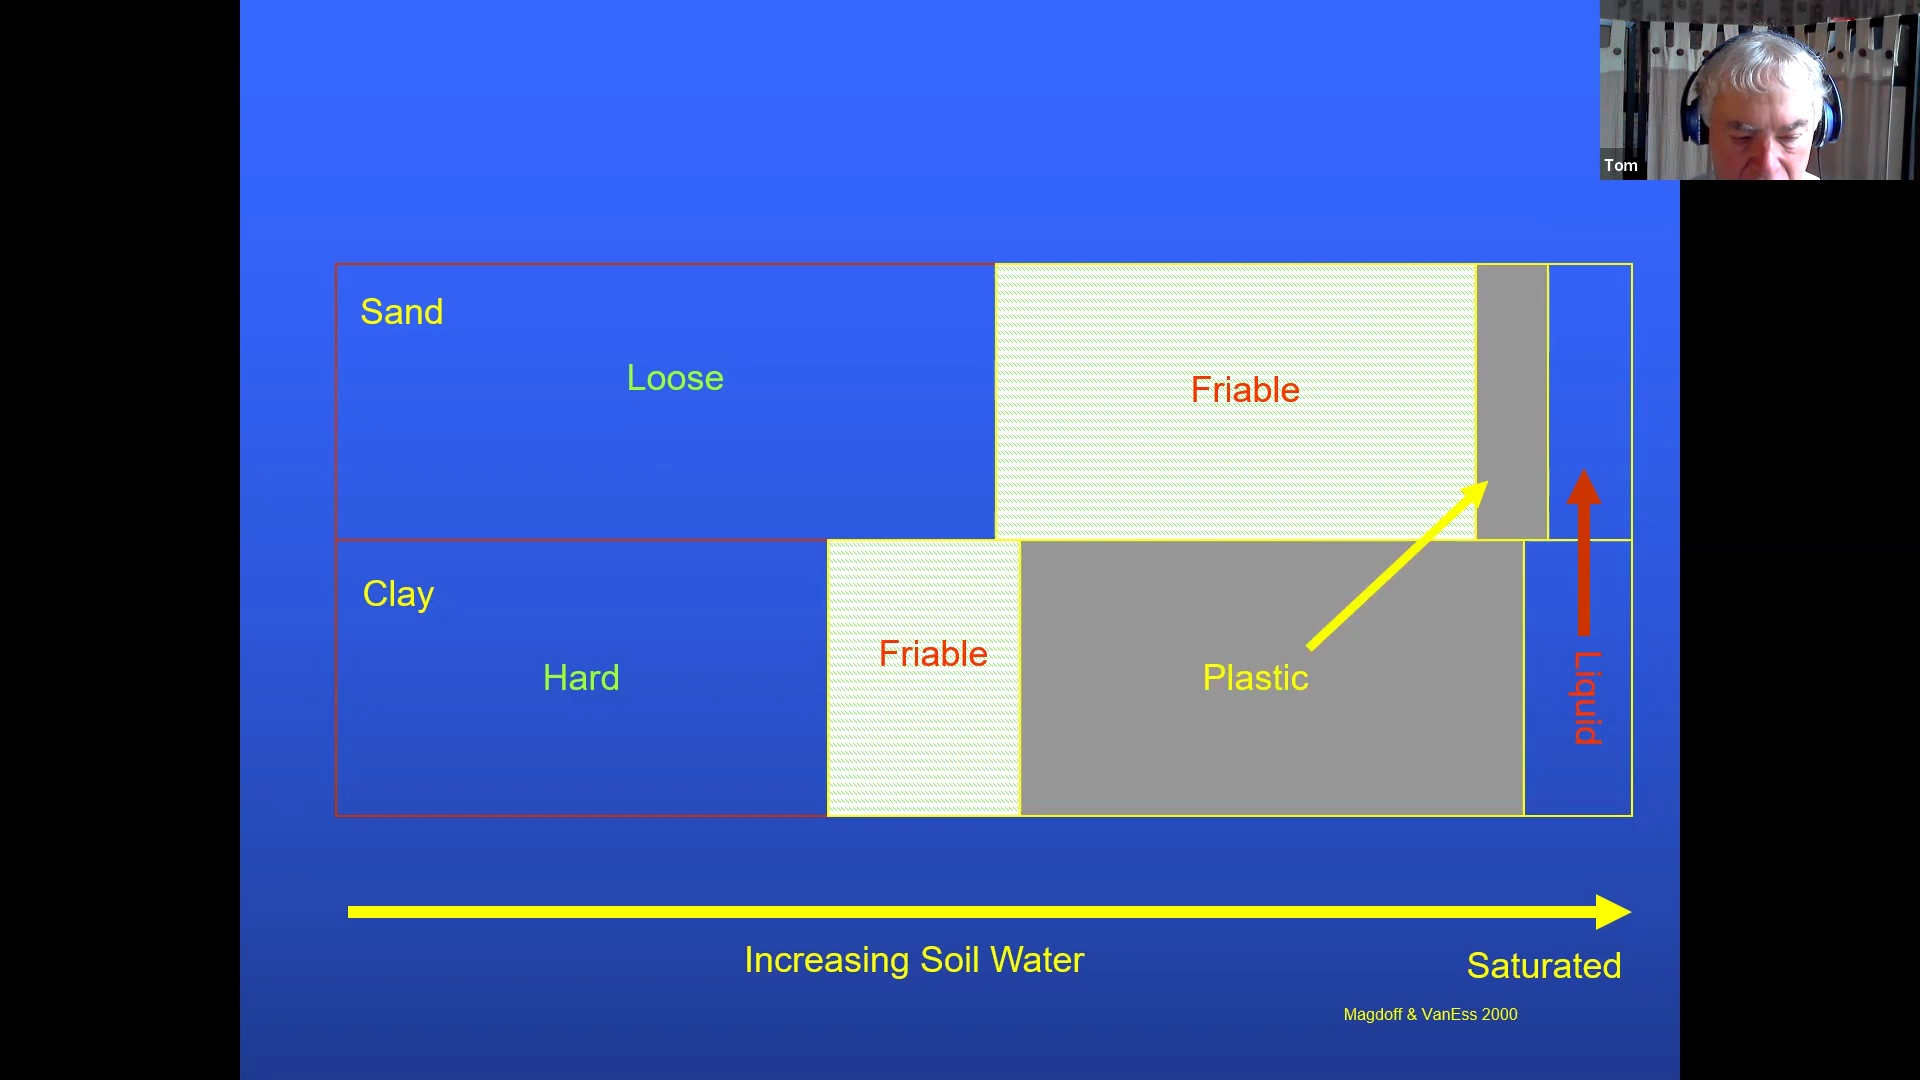 Tom
Sand
Loose
Friable
Clay
Friable
Hard
Plastic
Liquid
Increasing Soil Water
Saturated
Magdoff & VanEss 2000